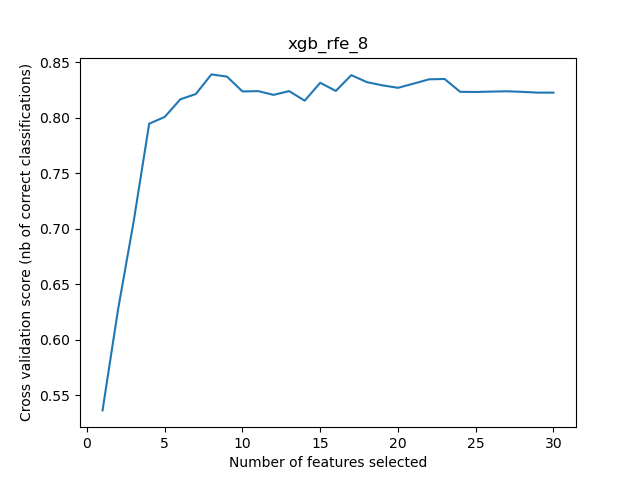 xgb_rfe_8
Cross validation score (nb of correct classifications)
0.85
0.80
0.75
0.70
0.65
0.60
0.55
0 5 10 15 20 25 30
Number of features selected